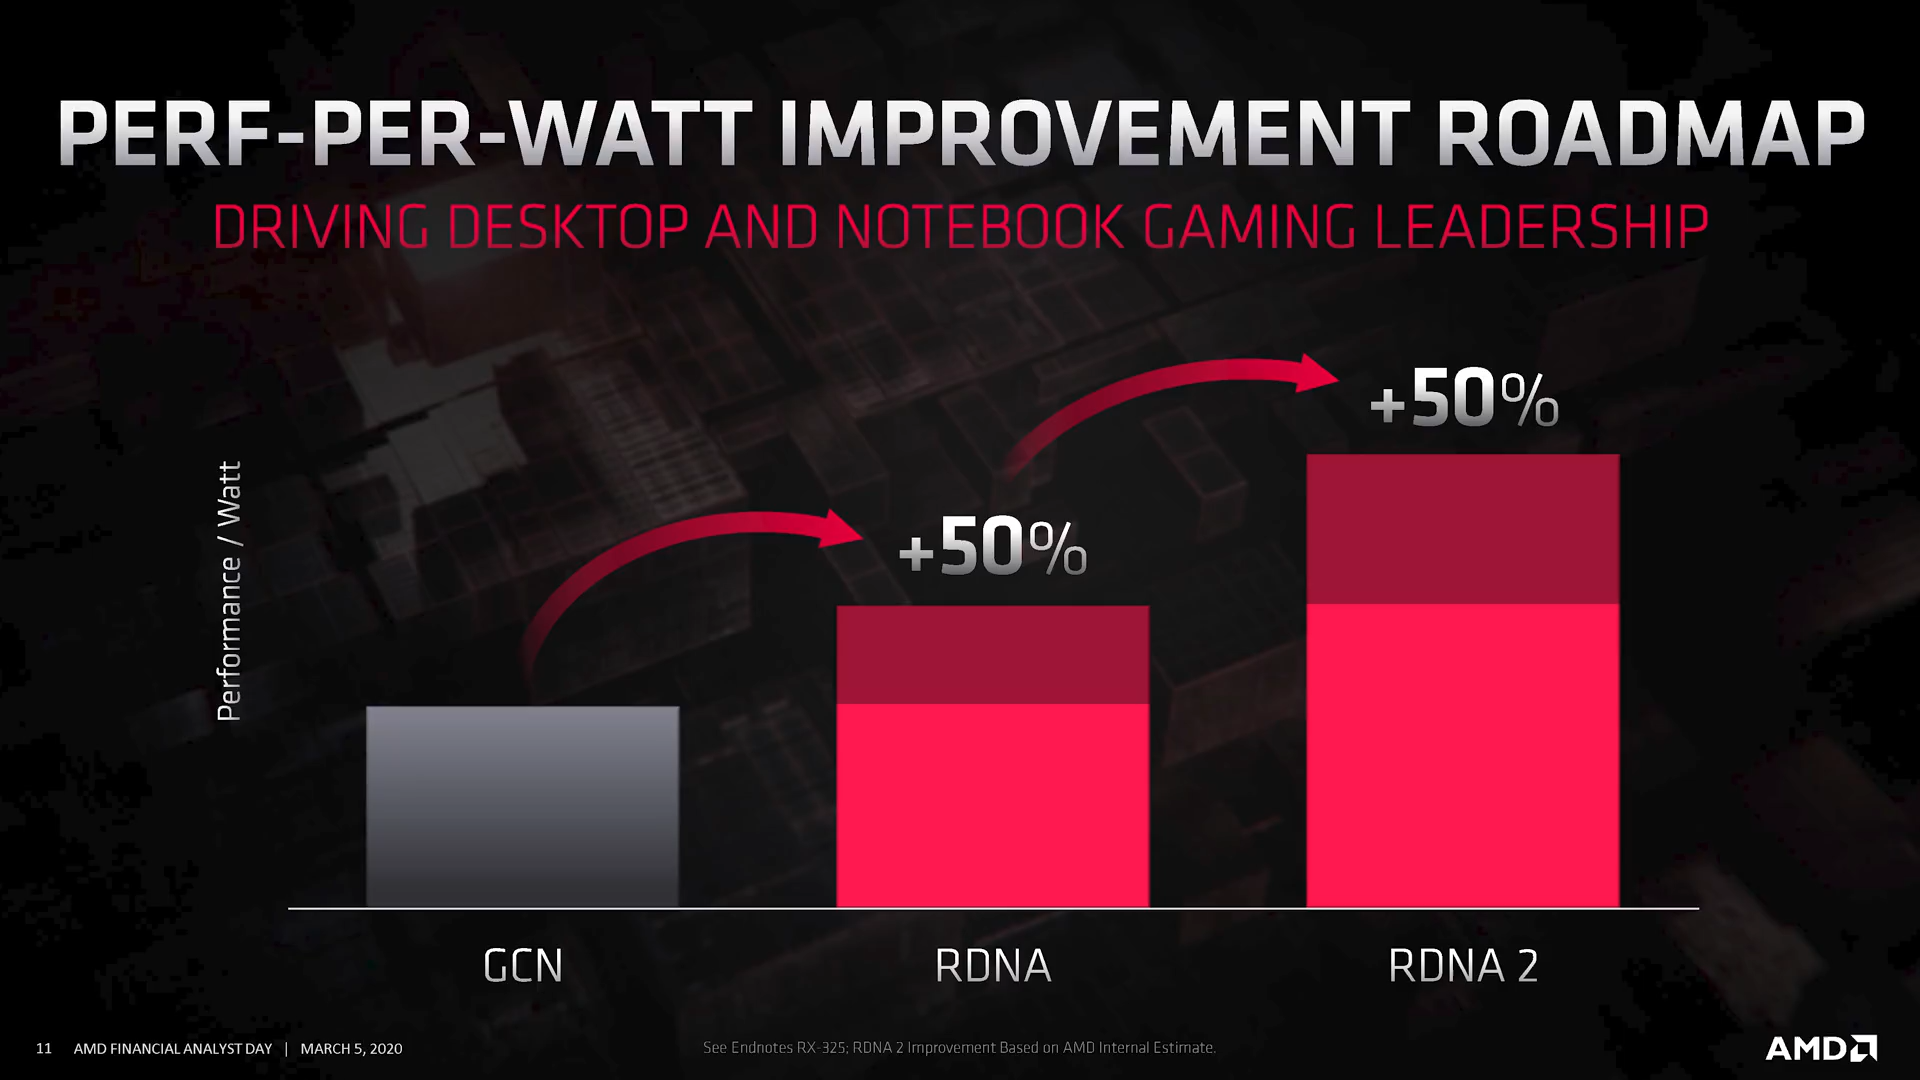 PERF-PER-WATT IMPROVEMENT ROADMAP
DRIVING DESKTOP AND NOTEBOOK GAMING LEADERSHIP
Performance / Watt
+50%
+50%
GCN
RDNA
RDNA 2
11 AMD FINANCIAL ANALYST DAY | MARCH 5, 2020
See Endnotes RX-325; RDNA 2 Improvement Based on AMD Internal Estimate.
AMD